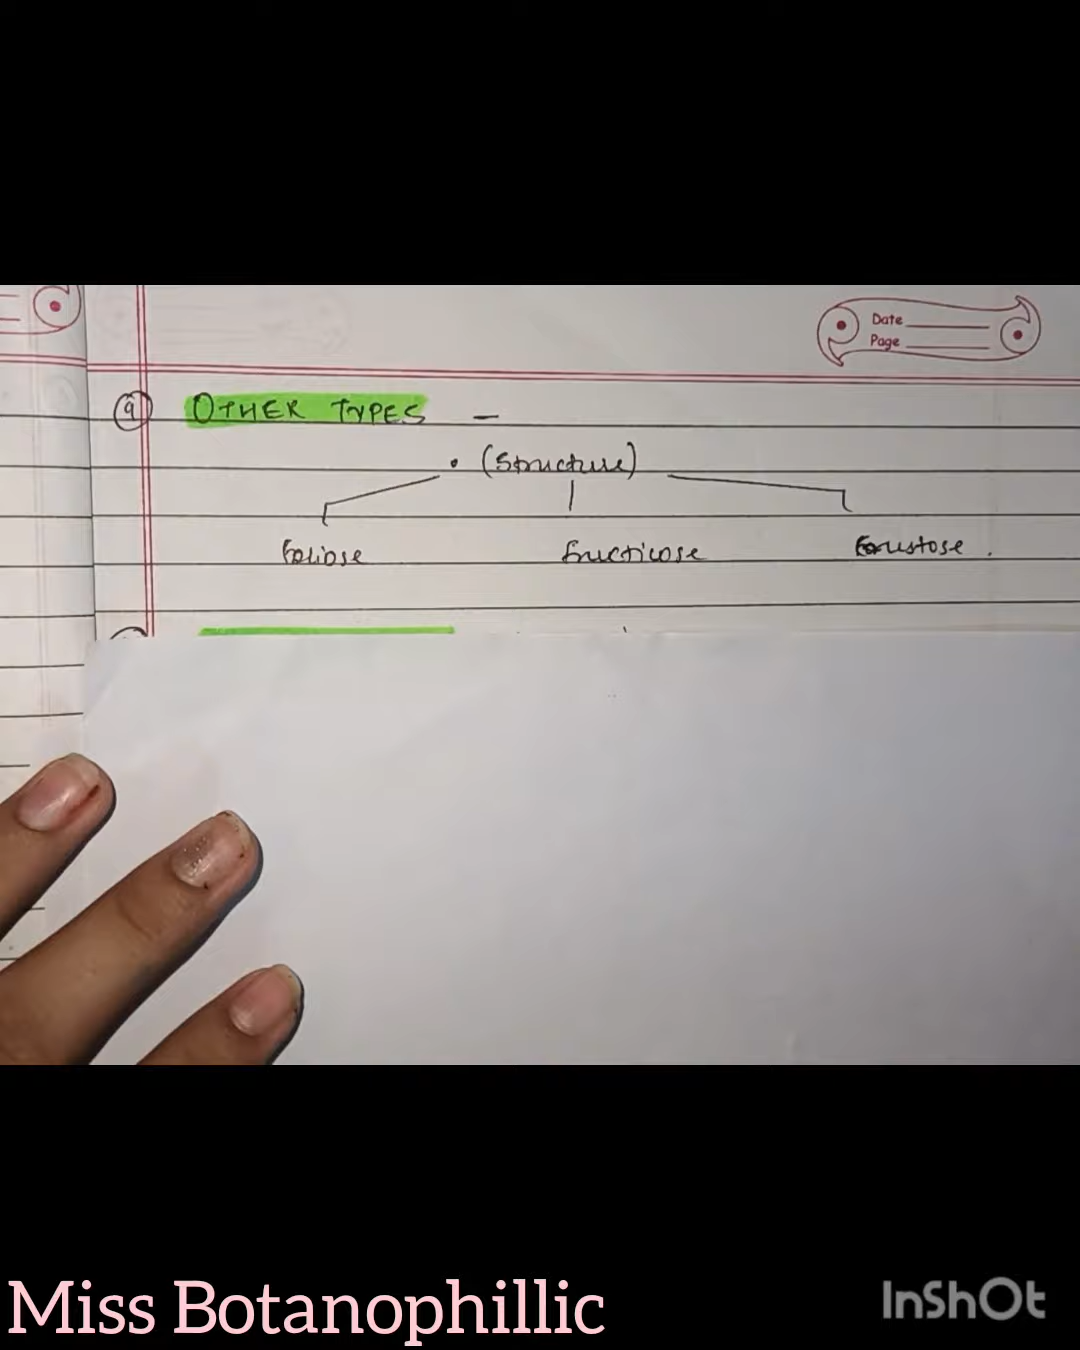 Date
Page
9 OTHER TYPES -
• (Structure)
foliose fructicose crustose.
Miss Botanophillic
InShOt